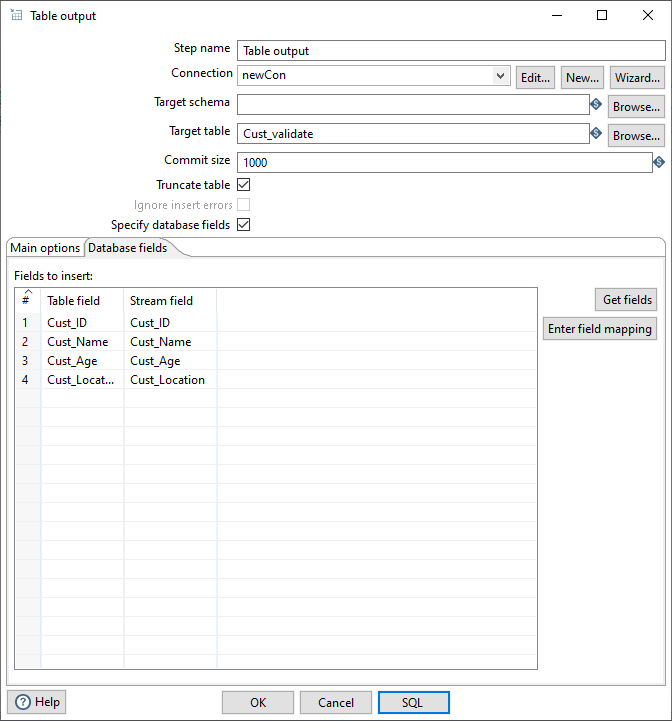 Table output
Step name Table output
Connection newCon Edit... New... Wizard...
Target schema Browse...
Target table Cust_validate Browse...
Commit size 1000
Truncate table
Ignore insert errors
Specify database fields
Main options Database fields
Fields to insert:
# Table field Stream field
Get fields
1 Cust_ID Cust_ID
Enter field mapping
2 Cust_Name Cust_Name
3 Cust_Age Cust_Age
4 Cust_Locat... Cust_Location
Help OK Cancel SQL